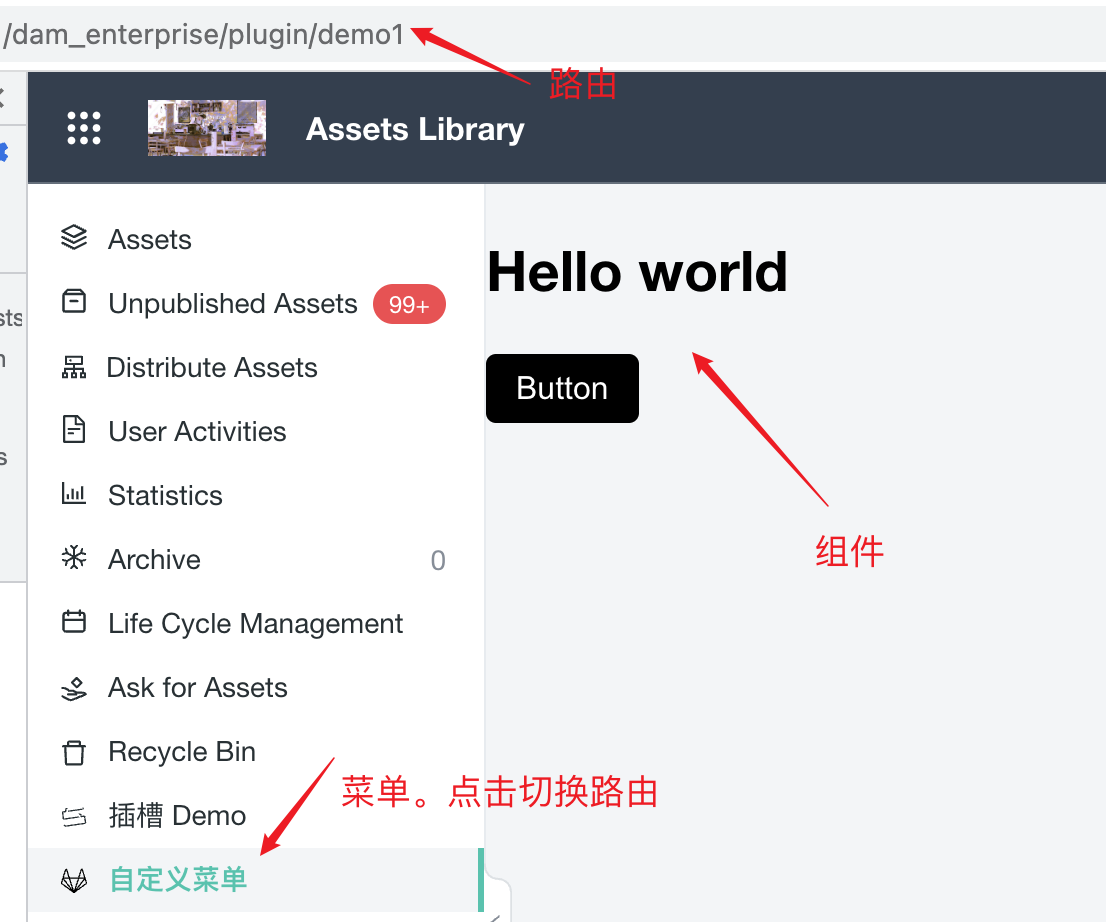 /dam_enterprise/plugin/demo1
路由
Assets Library
Assets
Unpublished Assets 99+
Distribute Assets
User Activities
Statistics
Archive 0
Life Cycle Management
Ask for Assets
Recycle Bin
插槽 Demo
自定义菜单
Hello world
Button
组件
菜单。点击切换路由